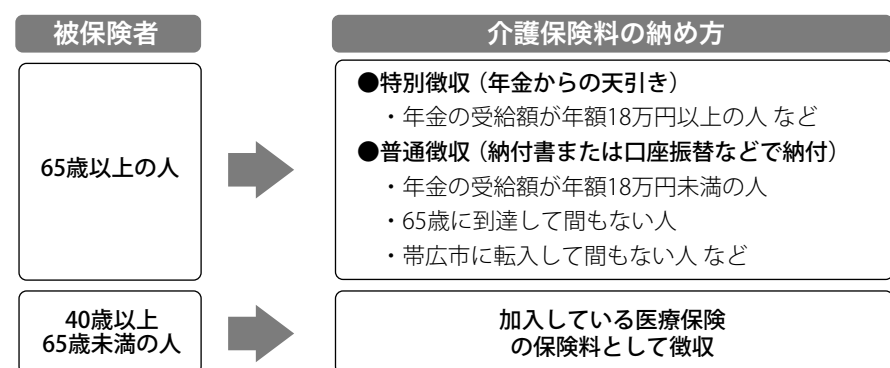 被保険者
介護保険料の納め方
65歳以上の人
●特別徴収（年金からの天引き）
・年金の受給額が年額18万円以上の人 など
●普通徴収（納付書または口座振替などで納付）
・年金の受給額が年額18万円未満の人
・65歳に到達して間もない人
・帯広市に転入して間もない人 など
40歳以上
65歳未満の人
加入している医療保険
の保険料として徴収